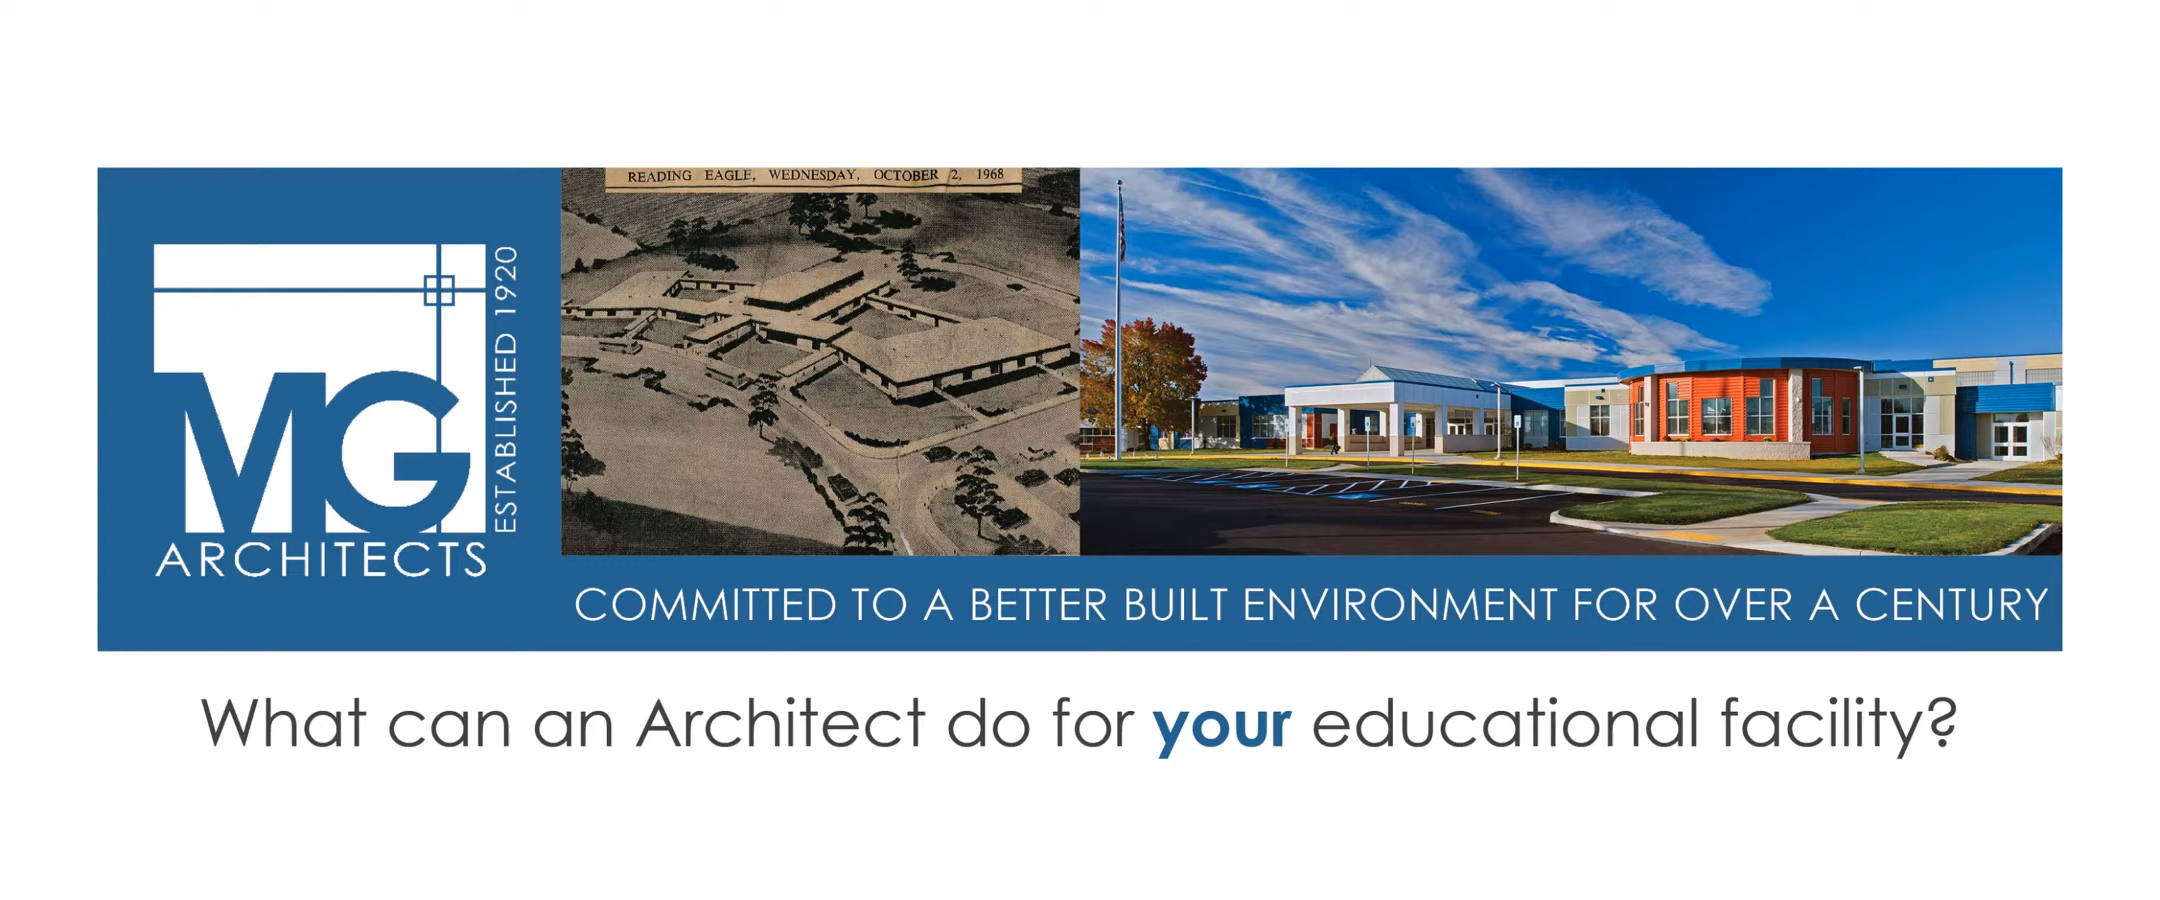 READING EAGLE, WEDNESDAY, OCTOBER 2, 1968
MG
ARCHITECTS
ESTABLISHED 1920
COMMITTED TO A BETTER BUILT ENVIRONMENT FOR OVER A CENTURY
What can an Architect do for your educational facility?